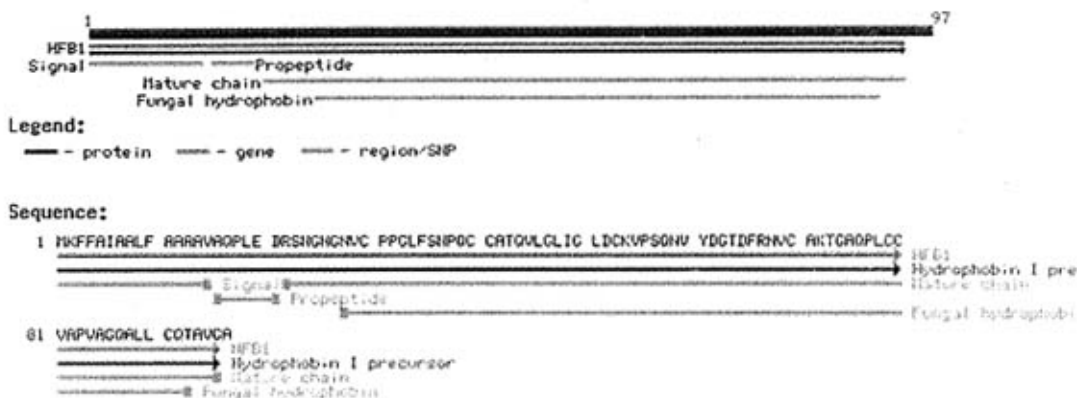 1 97
HFB1
Signal Propeptide
Mature chain
Fungal hydrophobin
Legend:
- protein - gene - region/SNP
Sequence:
1 MKFFAIAALF AAAAVAQPLE DRSNGNGNVC PPGLFSNPQC CATQVLGLIG LDCKVPSQNV YDGTDFRNVC AKTGAQPLCC
HFB1
Hydrophobin I pre
Signal Mature chain
Propeptide
Fungal hydrophobi
81 VAPVAGQALL CQTAVGA
HFB1
Hydrophobin I precursor
Mature chain
Fungal hydrophobin